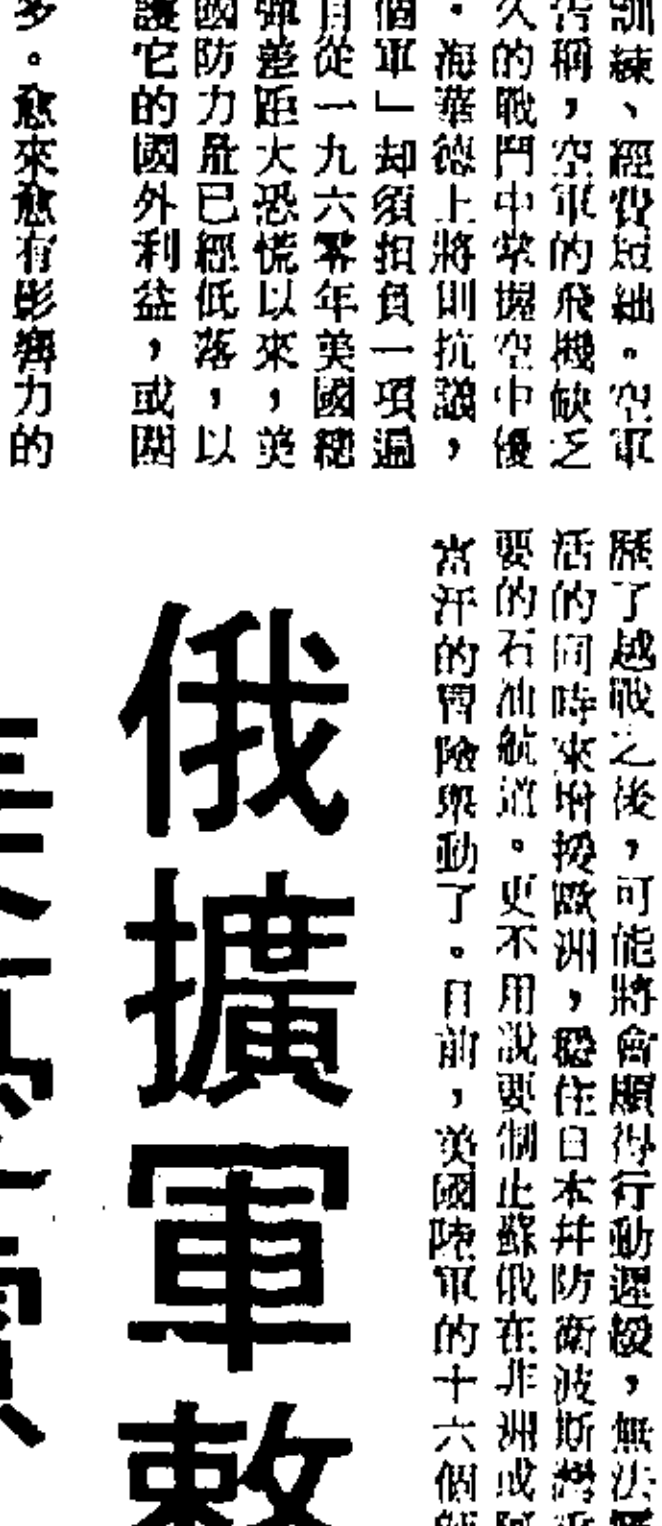 訓練、經費短絀。空軍
告稱，空軍的飛機缺乏
久的戰鬥中掌握空中優
。海華德上將則抗議，
個軍」却須担負一項遍
自從一九六零年美國總
彈差距大恐慌以來，美
國防力量已經低落，以
護它的國外利益，或關
多。愈來愈有影響力的
歷了越戰之後，可能將會顯得行動遲緩，無法
活的同時來增援歐洲，穩住日本并防衛波斯灣
要的石油航道。更不用說要制止蘇俄在非洲或
富汗的冒險舉動了。目前，美國陸軍的十六個
俄擴軍